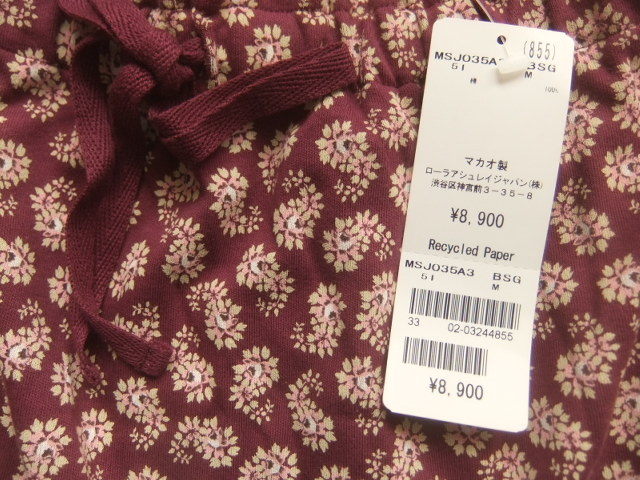 (855)
MSJ035A3 BSG
51 M
100%
マカオ製
ローラアシュレイジャパン(株)
渋谷区神宮前3-35-8
¥8,900
Recycled Paper
MSJ035A3 BSG
51 M
33 02-03244855
¥8,900